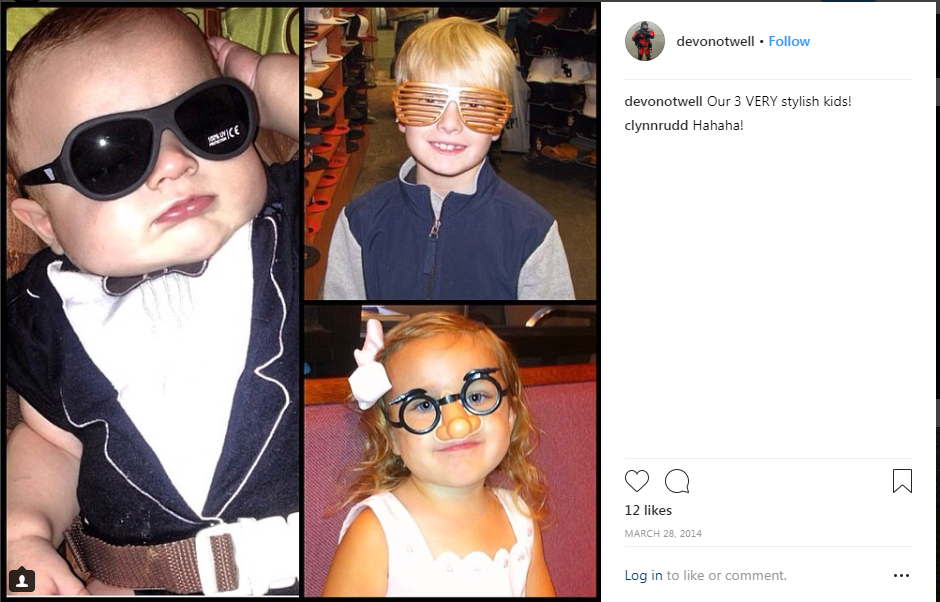 devonotwell • Follow
devonotwell Our 3 VERY stylish kids!
clynnrudd Hahaha!
12 likes
MARCH 28, 2014
Log in to like or comment.
100% UV
PROTECTION
CE